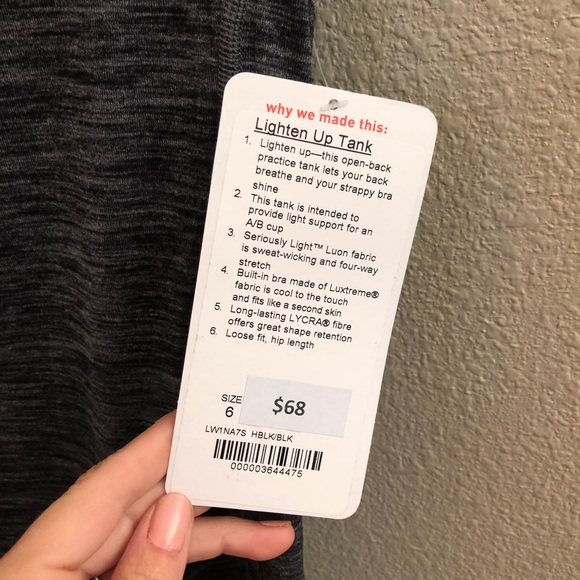 why we made this:
Lighten Up Tank
1. Lighten up—this open-back
practice tank lets your back
breathe and your strappy bra
shine
2. This tank is intended to
provide light support for an
A/B cup
3. Seriously Light™ Luon fabric
is sweat-wicking and four-way
stretch
4. Built-in bra made of Luxtreme®
fabric is cool to the touch
and fits like a second skin
5. Long-lasting LYCRA® fibre
offers great shape retention
6. Loose fit, hip length
SIZE
6
$68
LW1NA7S HBLK/BLK
000003644475